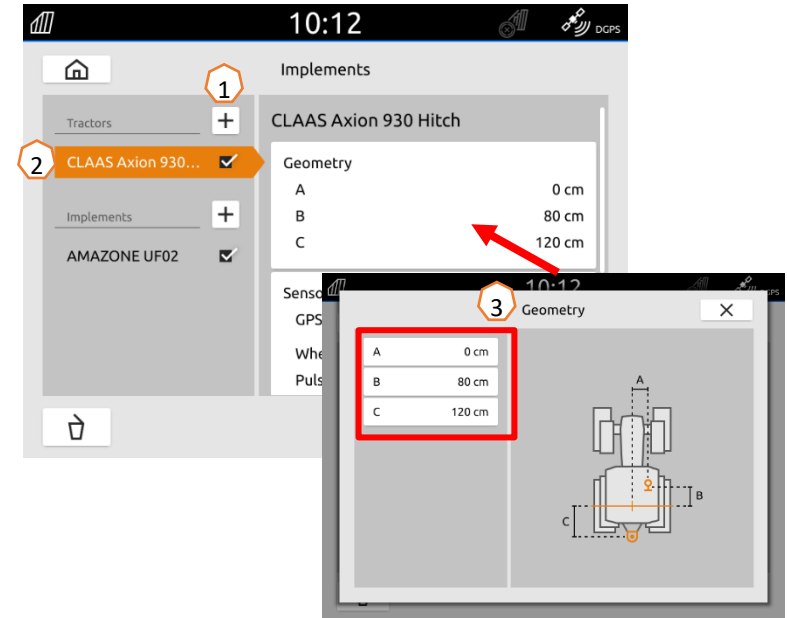 10:12
DGPS
Implements
1
Tractors
+
CLAAS Axion 930 Hitch
2
CLAAS Axion 930...
Geometry
A 0 cm
B 80 cm
C 120 cm
Implements
+
AMAZONE UF02
Senso
GPS
Whe
Puls
10:12
3
Geometry
A 0 cm
B 80 cm
C 120 cm
A
B
C